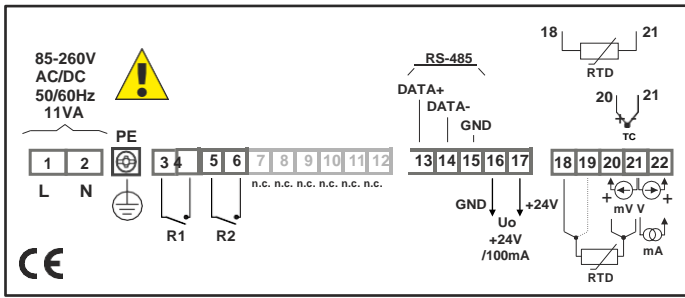 85-260V
AC/DC
50/60Hz
11VA
PE
1 2
L N
3 4 5 6 7 8 9 10 11 12
n.c. n.c. n.c. n.c. n.c. n.c.
R1 R2
CE
RS-485
DATA+
DATA-
GND
13 14 15 16 17
GND +24V
Uo
+24V
/100mA
18 21
RTD
20 21
+ -
TC
18 19 20 21 22
+ +
mV V
mA
RTD